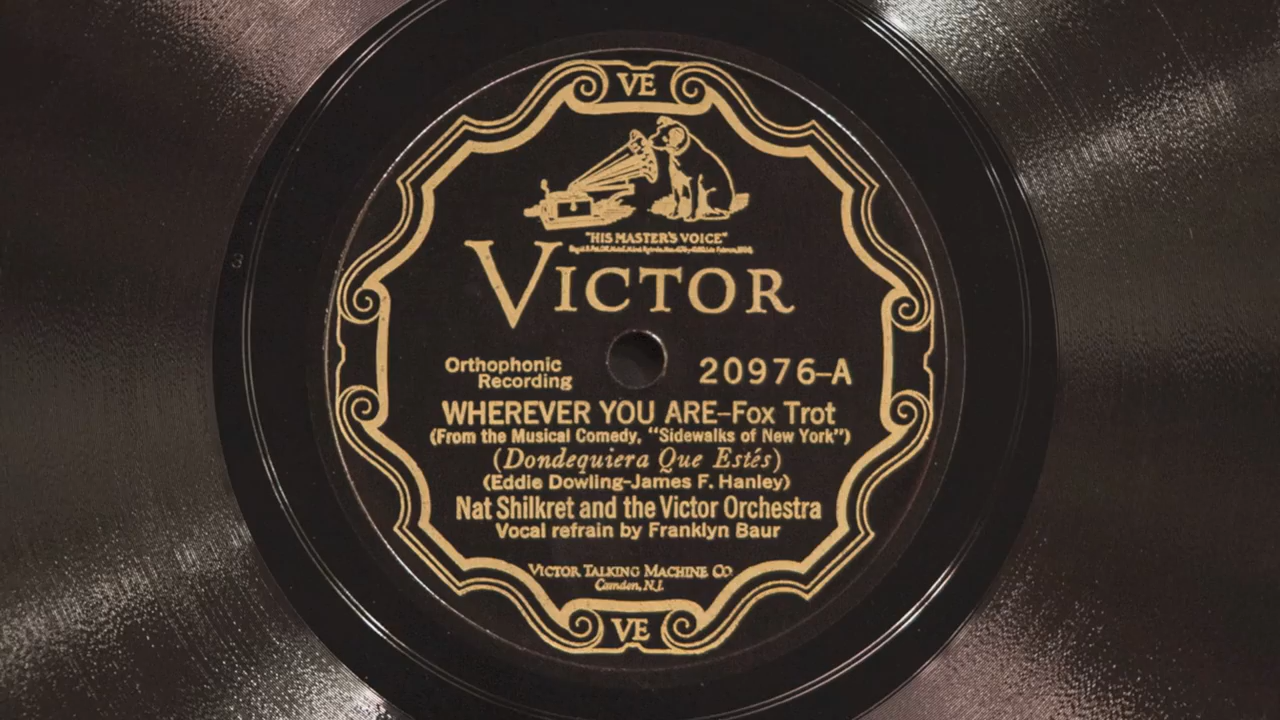 VE
"HIS MASTER'S VOICE"
VICTOR
Orthophonic
Recording
20976-A
WHEREVER YOU ARE-Fox Trot
(From the Musical Comedy, "Sidewalks of New York")
(Dondequiera Que Estés)
(Eddie Dowling-James F. Hanley)
Nat Shilkret and the Victor Orchestra
Vocal refrain by Franklyn Baur
VICTOR TALKING MACHINE CO.
Camden, N.J.
VE